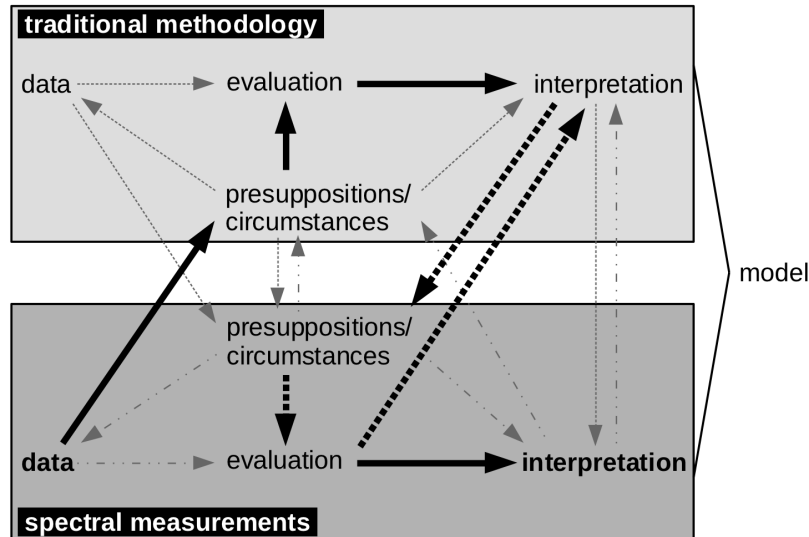 traditional methodology
data
evaluation
interpretation
presuppositions/
circumstances
model
presuppositions/
circumstances
data
evaluation
interpretation
spectral measurements